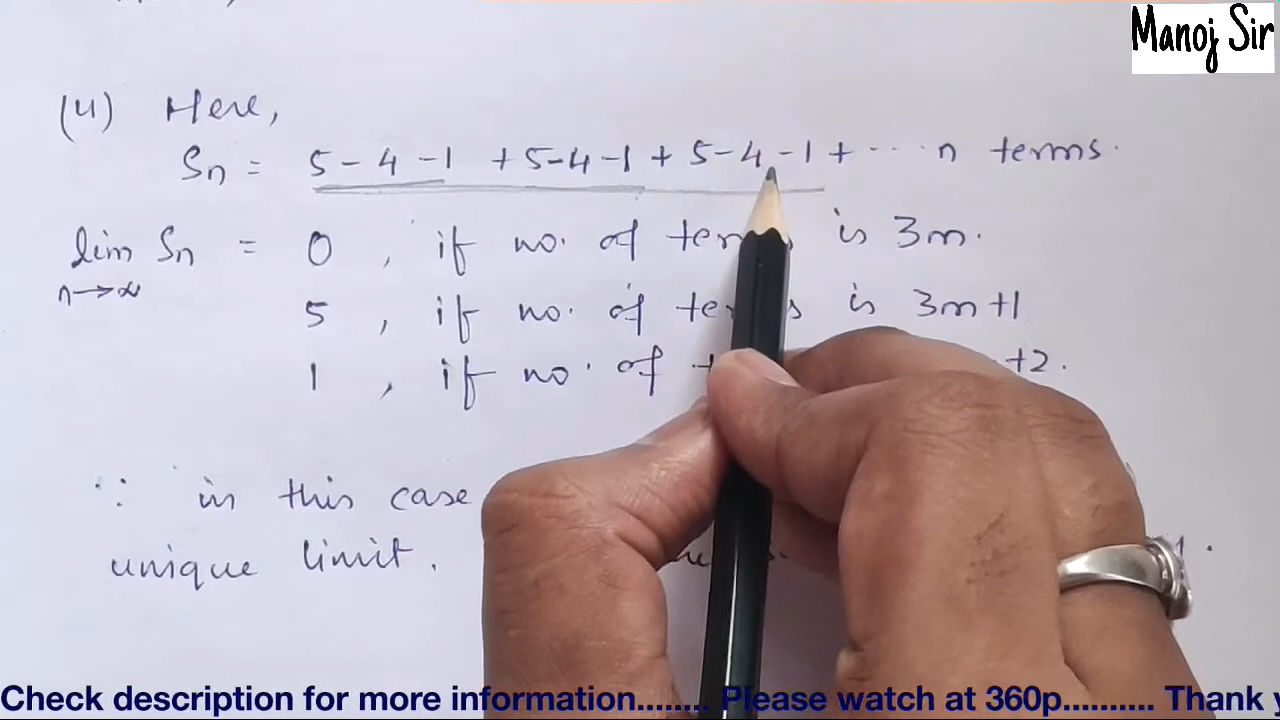 Manoj Sir
(4) Here,
Sn = 5-4-1 + 5-4-1 + 5-4-1 + ... n terms.
lim Sn = 0, if no. of terms is 3m.
n→∞
5, if no. of terms is 3m+1
1, if no. of +2.
∵ in this case
unique limit.
Check description for more information........ Please watch at 360p.......... Thank